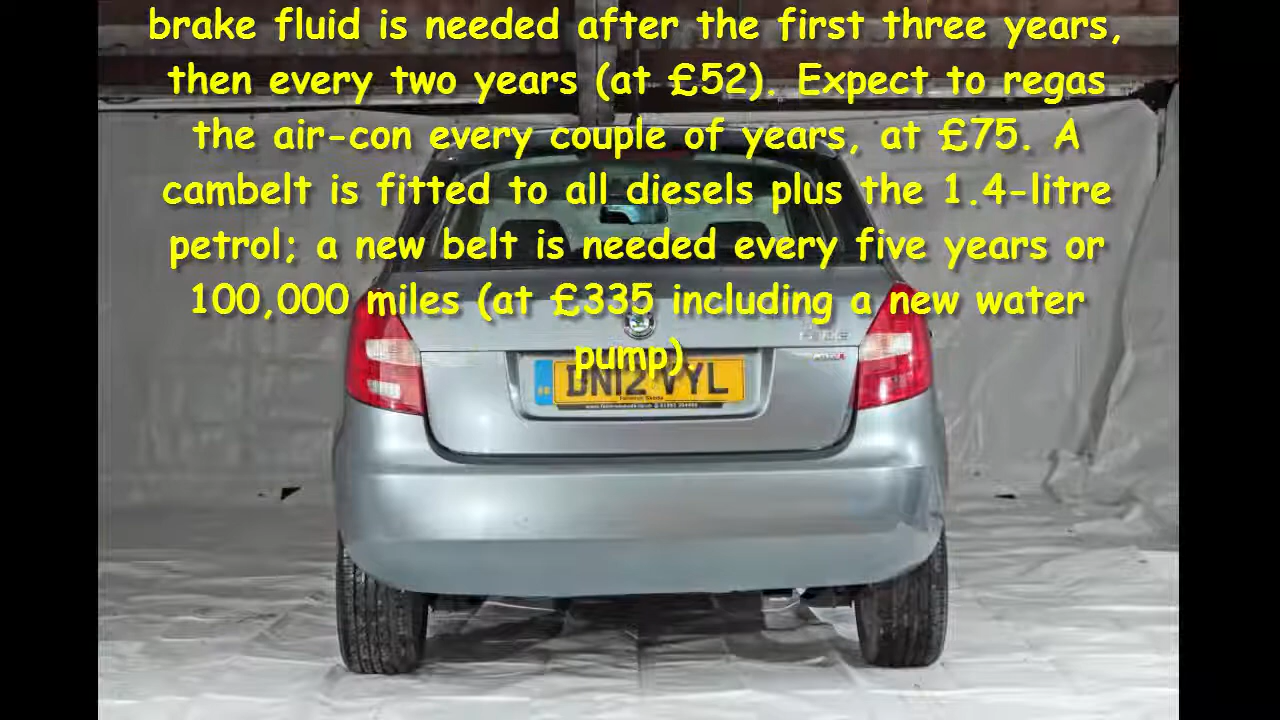 brake fluid is needed after the first three years,
then every two years (at £52). Expect to regas
the air-con every couple of years, at £75. A
cambelt is fitted to all diesels plus the 1.4-litre
petrol; a new belt is needed every five years or
100,000 miles (at £335 including a new water
pump)
DN12 VYL